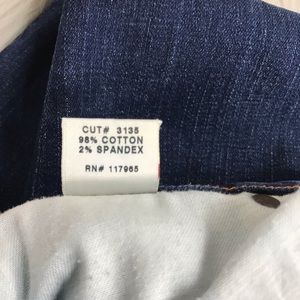 CUT# 3135
98% COTTON
2% SPANDEX
RN# 117965